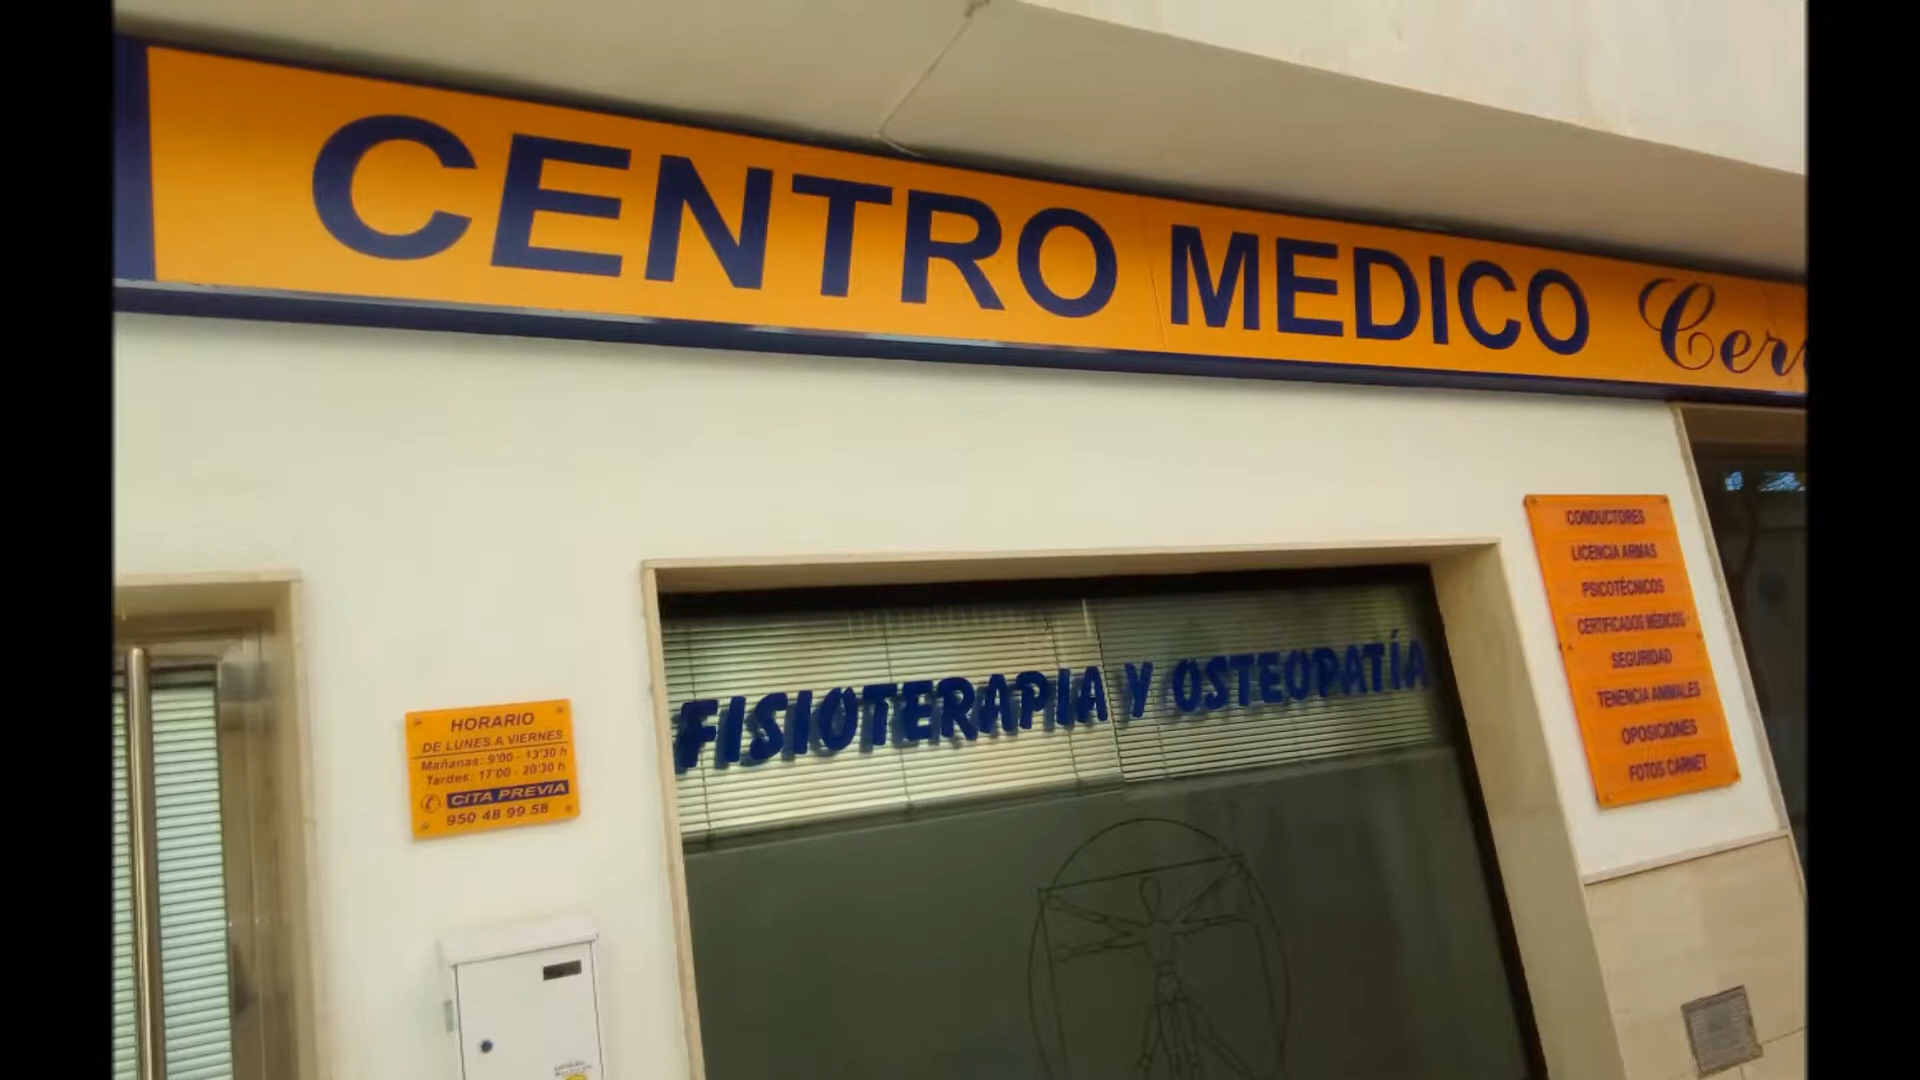 CENTRO MEDICO
HORARIO
DE LUNES A VIERNES
Mañanas: 9'00 - 13'30 h
Tardes: 17'00 - 20'30 h
CITA PREVIA
950 48 99 58
FISIOTERAPIA Y OSTEOPATÍA
CONDUCTORES
LICENCIA ARMAS
PSICOTÉCNICOS
CERTIFICADOS MÉDICOS
SEGURIDAD
TENENCIA ANIMALES
OPOSICIONES
FOTOS CARNET